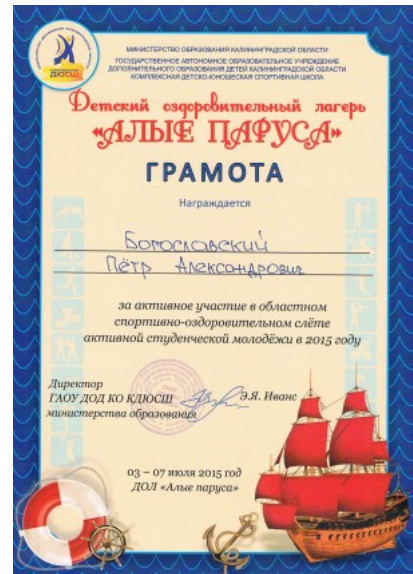 МИНИСТЕРСТВО ОБРАЗОВАНИЯ КАЛИНИНГРАДСКОЙ ОБЛАСТИ
ГОСУДАРСТВЕННОЕ АВТОНОМНОЕ ОБРАЗОВАТЕЛЬНОЕ УЧРЕЖДЕНИЕ
ДОПОЛНИТЕЛЬНОГО ОБРАЗОВАНИЯ ДЕТЕЙ КАЛИНИНГРАДСКОЙ ОБЛАСТИ
КОМПЛЕКСНАЯ ДЕТСКО-ЮНОШЕСКАЯ СПОРТИВНАЯ ШКОЛА
КДЮСШ
Детский оздоровительный лагерь
«АЛЫЕ ПАРУСА»
ГРАМОТА
Награждается
Богославский
Пётр Александрович
за активное участие в областном
спортивно-оздоровительном слёте
активной студенческой молодёжи в 2015 году
Директор
ГАОУ ДОД КО КДЮСШ Э.Я. Иванс
министерства образования
03 – 07 июля 2015 год
ДОЛ «Алые паруса»